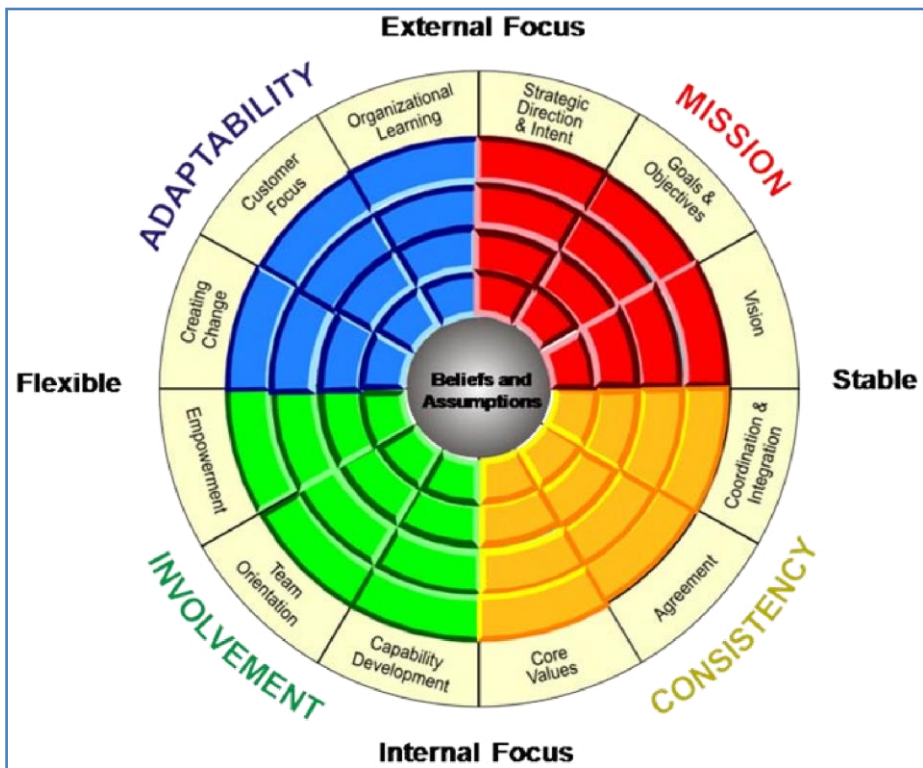 External Focus
ADAPTABILITY
MISSION
Organizational
Learning
Strategic
Direction
& Intent
Customer
Focus
Goals &
Objectives
Creating
Change
Vision
Flexible
Beliefs and
Assumptions
Stable
Empowerment
Coordination &
Integration
Team
Orientation
Agreement
Capability
Development
Core
Values
INVOLVEMENT
CONSISTENCY
Internal Focus